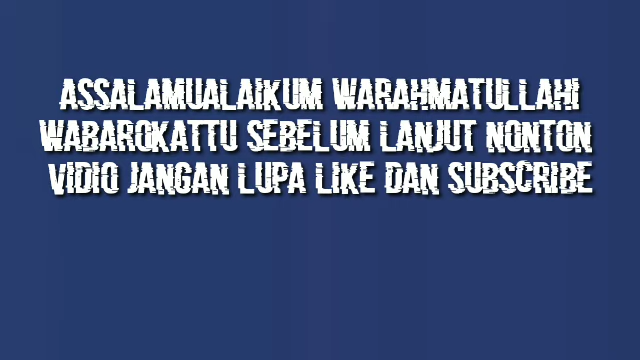 ASSALAMUALAIKUM WARAHMATULLAHI
WABAROKATTU SEBELUM LANJUT NONTON
VIDIO JANGAN LUPA LIKE DAN SUBSCRIBE